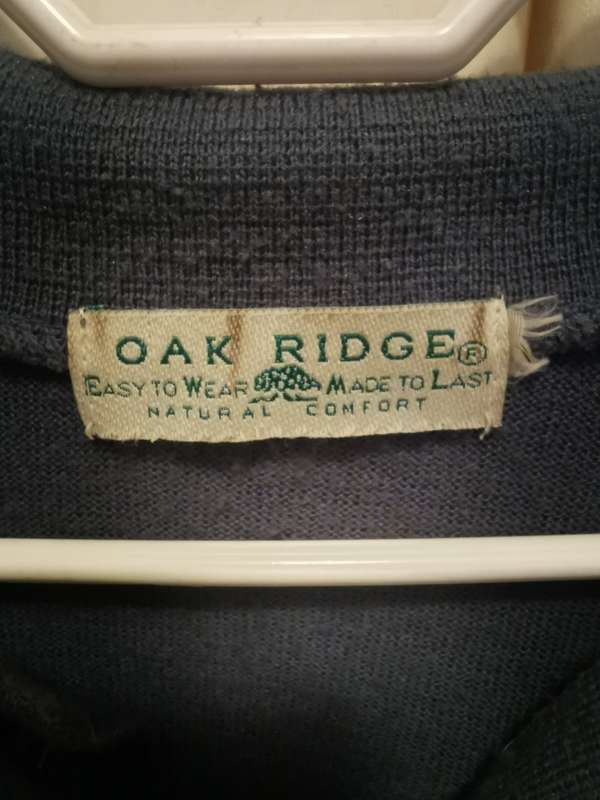 OAK RIDGE®
EASY TO WEAR MADE TO LAST
NATURAL COMFORT